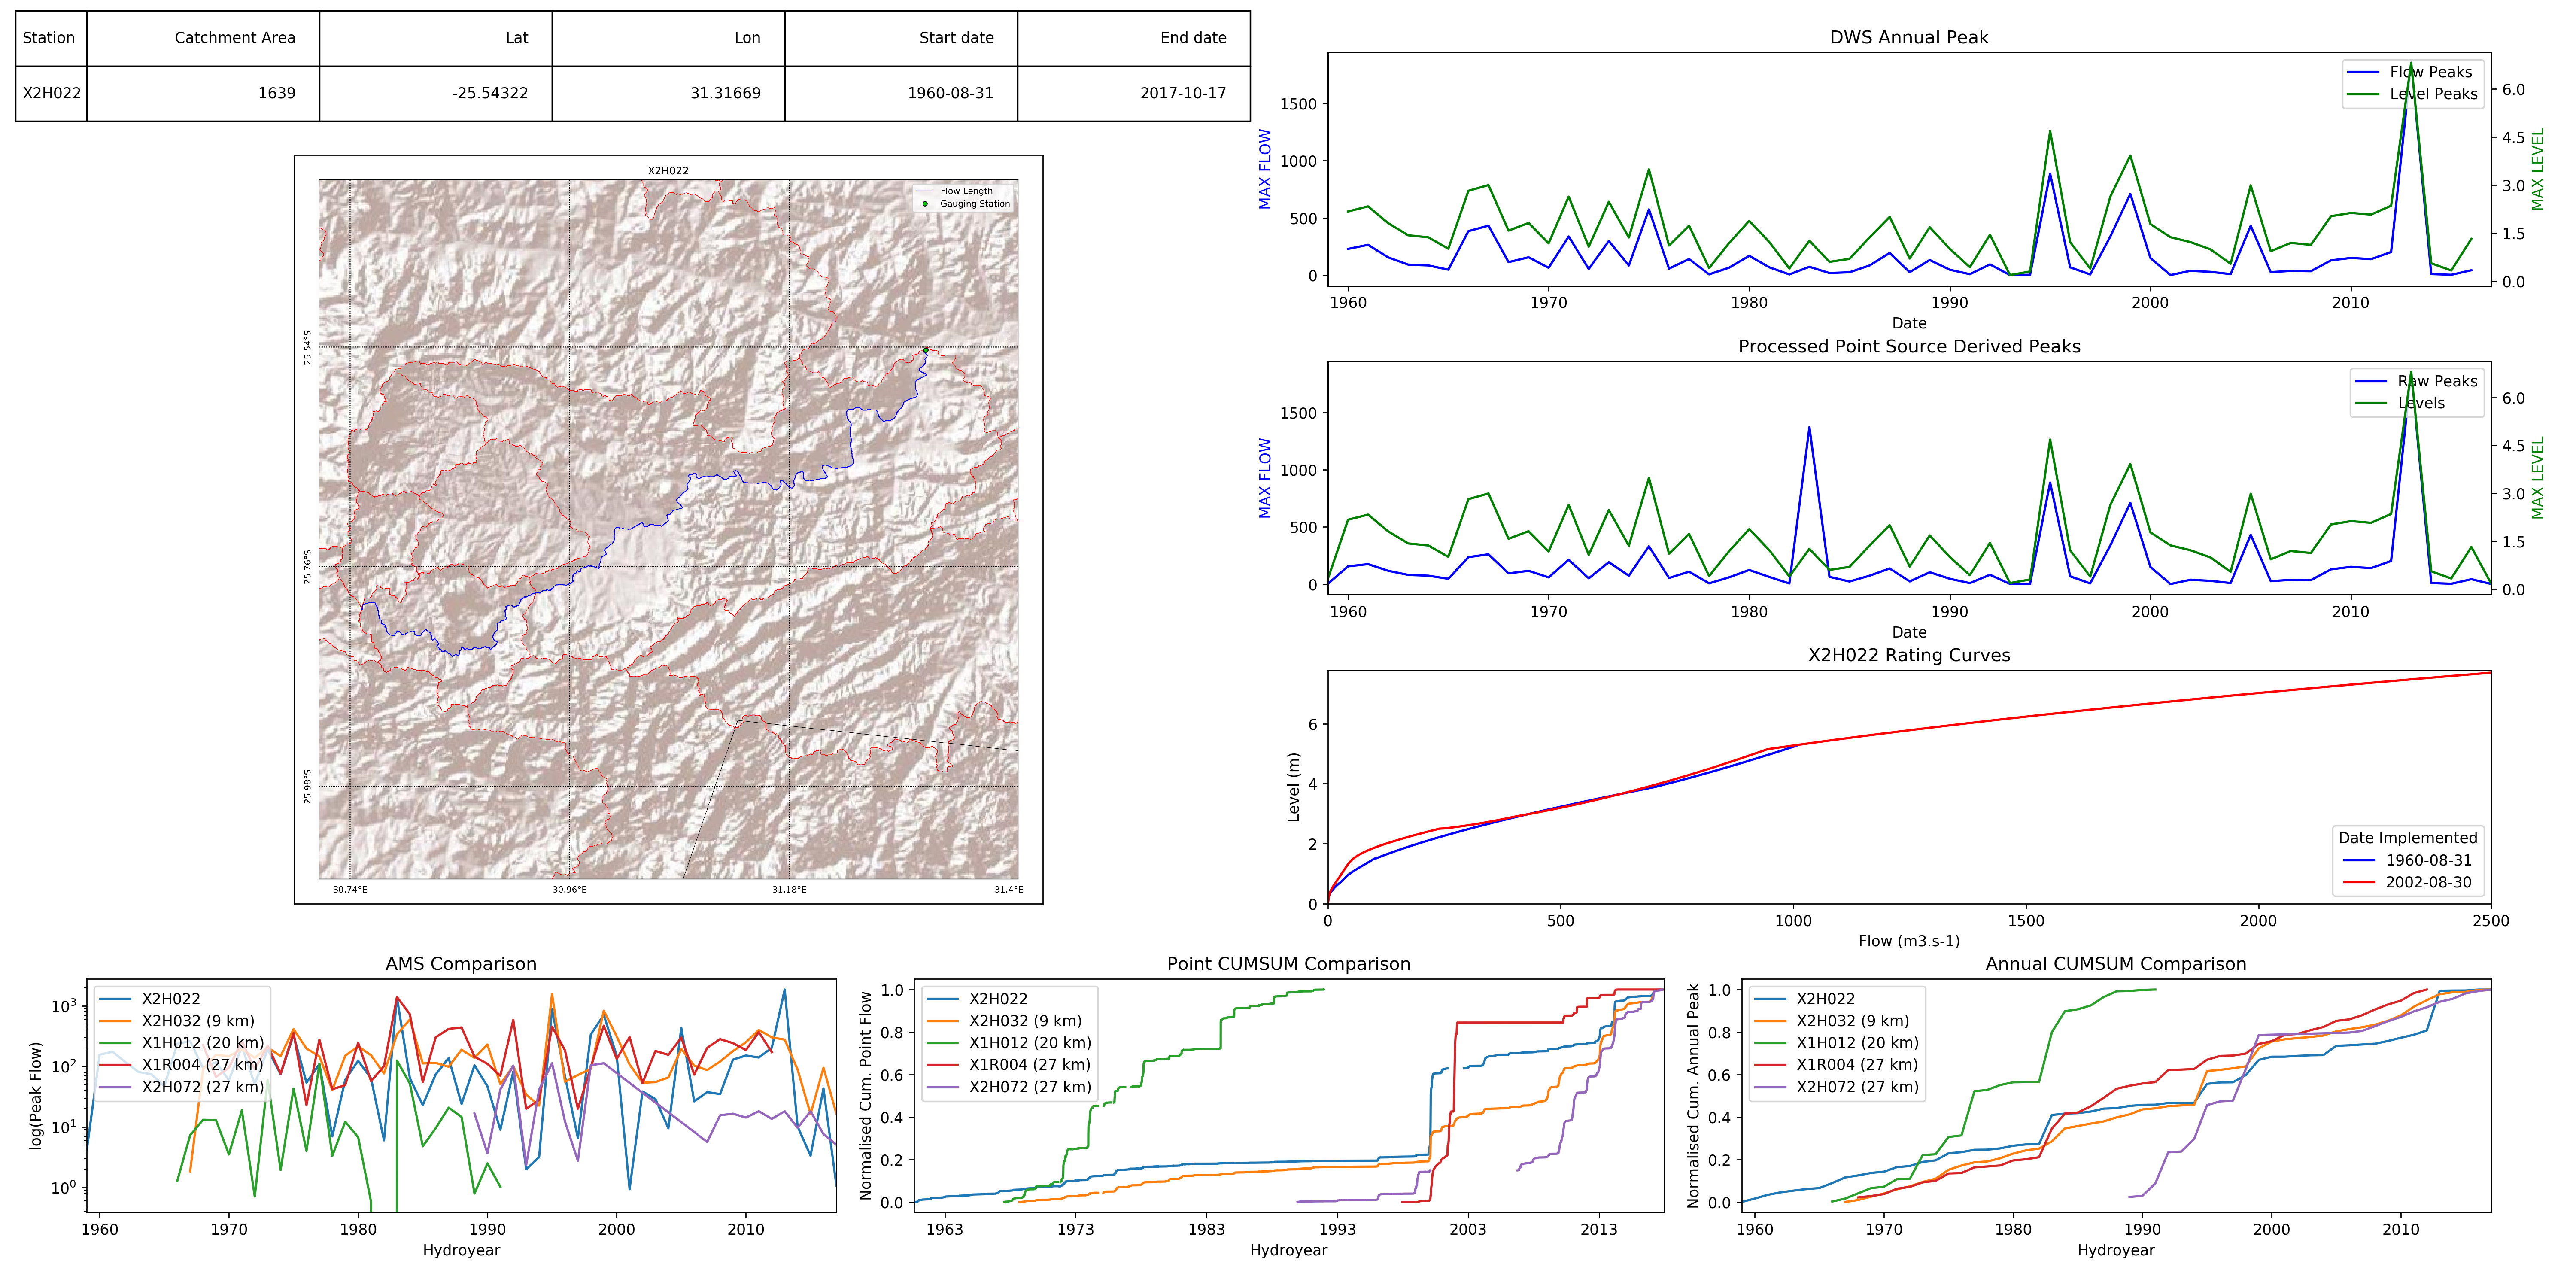 Station Catchment Area Lat Lon Start date End date
X2H022 1639 -25.54322 31.31669 1960-08-31 2017-10-17
X2H022
Flow Length
Gauging Station
25.54°S
25.76°S
25.98°S
30.74°E 30.96°E 31.18°E 31.4°E
DWS Annual Peak
Flow Peaks
Level Peaks
MAX FLOW
1500
1000
500
0
6.0
4.5
3.0
1.5
0.0
MAX LEVEL
1960 1970 1980 1990 2000 2010
Date
Processed Point Source Derived Peaks
Raw Peaks
Levels
MAX FLOW
1500
1000
500
0
6.0
4.5
3.0
1.5
0.0
MAX LEVEL
1960 1970 1980 1990 2000 2010
Date
X2H022 Rating Curves
Level (m)
6
4
2
0
Date Implemented
1960-08-31
2002-08-30
0 500 1000 1500 2000 2500
Flow (m3.s-1)
AMS Comparison
X2H022
X2H032 (9 km)
X1H012 (20 km)
X1R004 (27 km)
X2H072 (27 km)
log(Peak Flow)
10³
10²
10¹
10⁰
1960 1970 1980 1990 2000 2010
Hydroyear
Point CUMSUM Comparison
X2H022
X2H032 (9 km)
X1H012 (20 km)
X1R004 (27 km)
X2H072 (27 km)
Normalised Cum. Point Flow
1.0
0.8
0.6
0.4
0.2
0.0
1963 1973 1983 1993 2003 2013
Hydroyear
Annual CUMSUM Comparison
X2H022
X2H032 (9 km)
X1H012 (20 km)
X1R004 (27 km)
X2H072 (27 km)
Normalised Cum. Annual Peak
1.0
0.8
0.6
0.4
0.2
0.0
1960 1970 1980 1990 2000 2010
Hydroyear